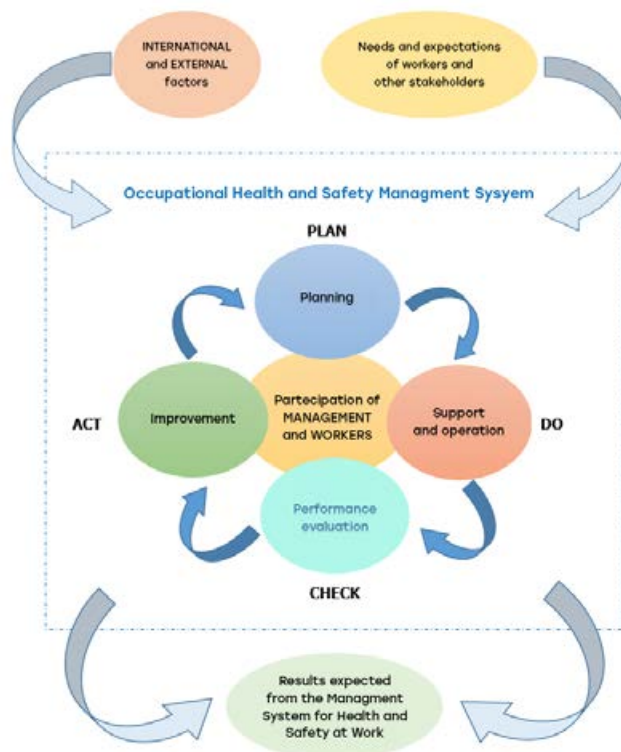 INTERNATIONAL
and EXTERNAL
factors
Needs and expectations
of workers and
other stakeholders
Occupational Health and Safety Managment Sysyem
PLAN
Planning
ACT
Improvement
Partecipation of
MANAGEMENT
and WORKERS
Support
and operation
DO
Performance
evaluation
CHECK
Results expected
from the Managment
System for Health and
Safety at Work